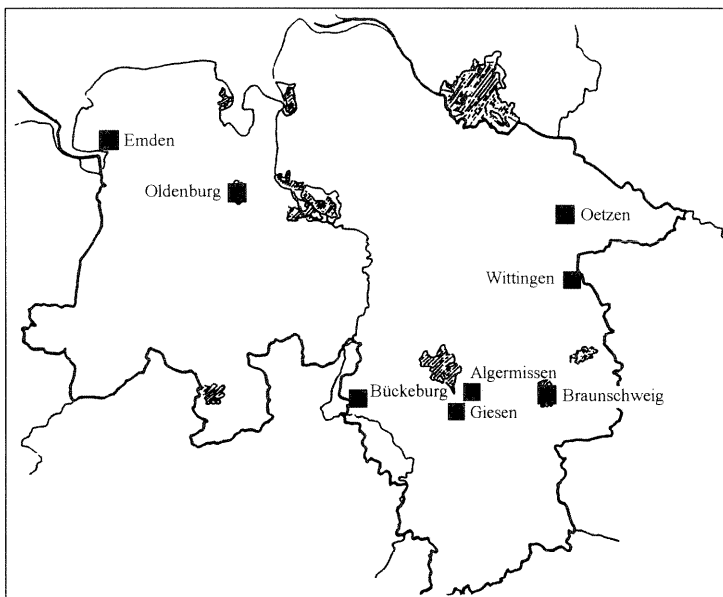 Emden
Oldenburg
Oetzen
Wittingen
Algermissen
Bückeburg
Braunschweig
Giesen